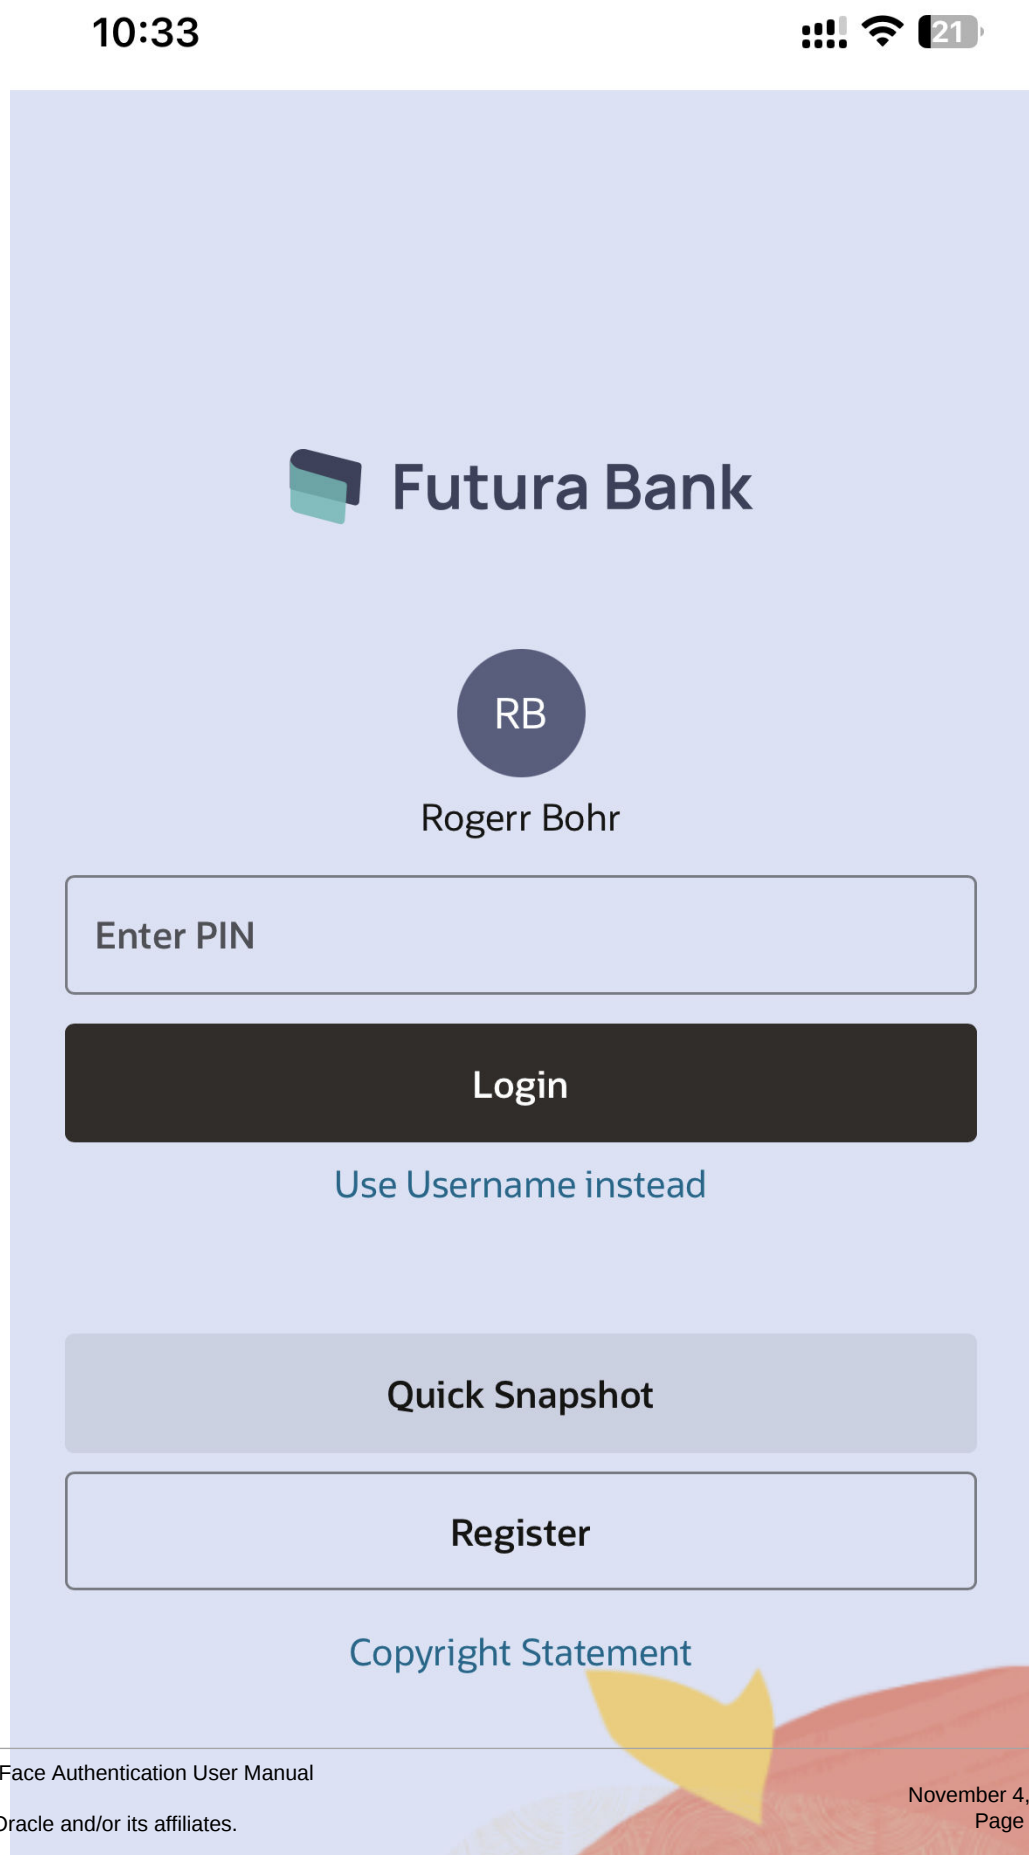 10:33
21
Futura Bank
RB
Rogerr Bohr
Enter PIN
Login
Use Username instead
Quick Snapshot
Register
Copyright Statement
Face Authentication User Manual
November 4,
Page
Oracle and/or its affiliates.